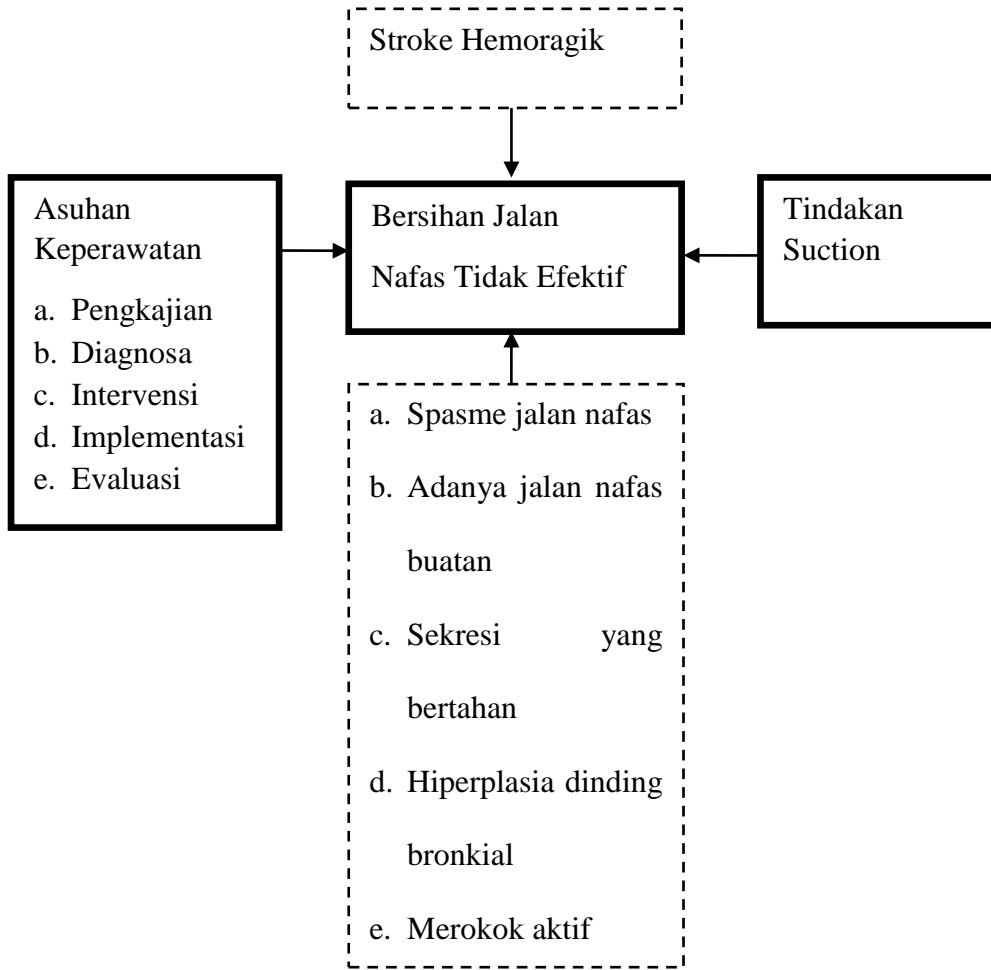 Stroke Hemoragik
Asuhan
Keperawatan
a. Pengkajian
b. Diagnosa
c. Intervensi
d. Implementasi
e. Evaluasi
Bersihan Jalan
Nafas Tidak Efektif
Tindakan
Suction
a. Spasme jalan nafas
b. Adanya jalan nafas
buatan
c. Sekresi yang
bertahan
d. Hiperplasia dinding
bronkial
e. Merokok aktif